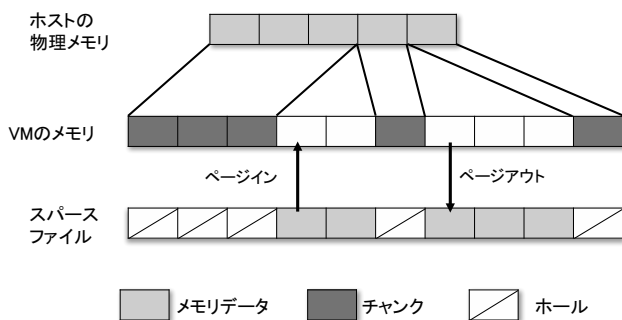 ホストの
物理メモリ
VMのメモリ
ページイン
ページアウト
スパース
ファイル
メモリデータ
チャンク
ホール